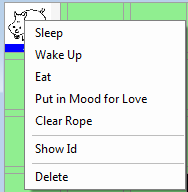 Sleep
Wake Up
Eat
Put in Mood for Love
Clear Rope
Show Id
Delete